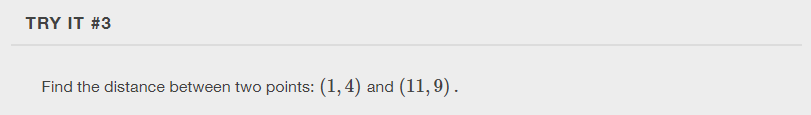 TRY IT #3
Find the distance between two points: (1, 4) and (11, 9) .